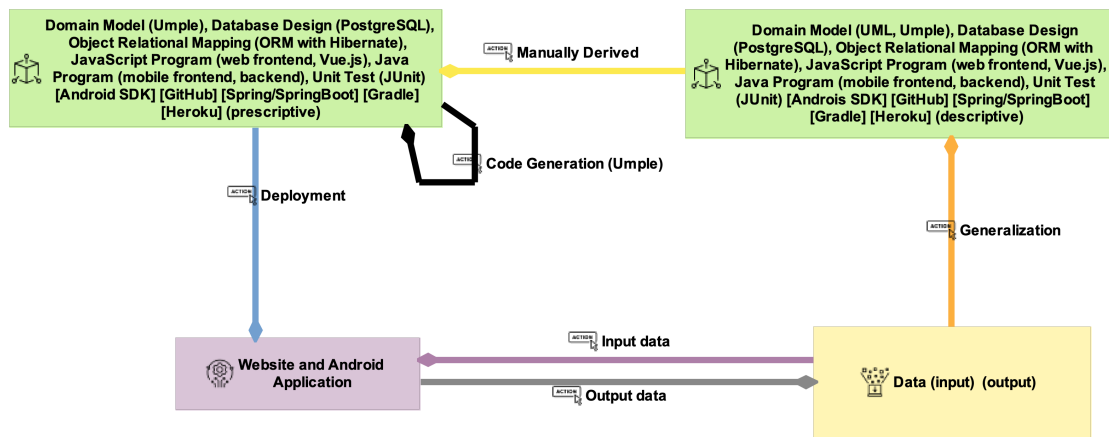 Domain Model (Umple), Database Design (PostgreSQL),
Object Relational Mapping (ORM with Hibernate),
JavaScript Program (web frontend, Vue.js), Java
Program (mobile frontend, backend), Unit Test (JUnit)
[Android SDK] [GitHub] [Spring/SpringBoot] [Gradle]
[Heroku] (prescriptive)
ACTION
Manually Derived
Domain Model (UML, Umple), Database Design
(PostgreSQL), Object Relational Mapping (ORM with
Hibernate), JavaScript Program (web frontend, Vue.js),
Java Program (mobile frontend, backend), Unit Test
(JUnit) [Androis SDK] [GitHub] [Spring/SpringBoot]
[Gradle] [Heroku] (descriptive)
ACTION
Code Generation (Umple)
ACTION
Deployment
ACTION
Generalization
ACTION
Input data
Website and Android
Application
ACTION
Output data
Data (input)  (output)